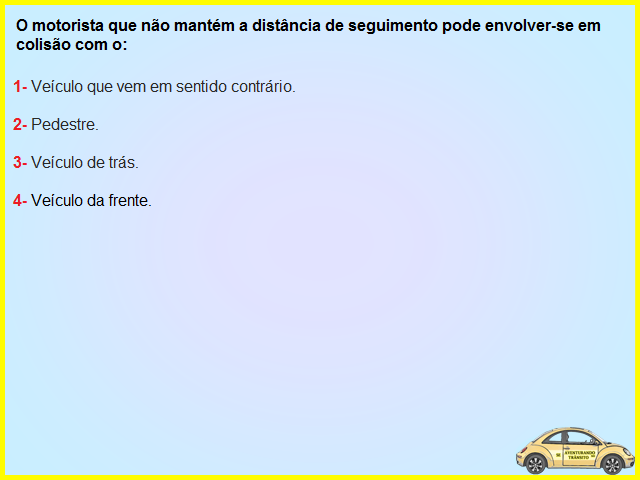 O motorista que não mantém a distância de seguimento pode envolver-se em
colisão com o:
1- Veículo que vem em sentido contrário.
2- Pedestre.
3- Veículo de trás.
4- Veículo da frente.
AVENTURANDO
TRÂNSITO